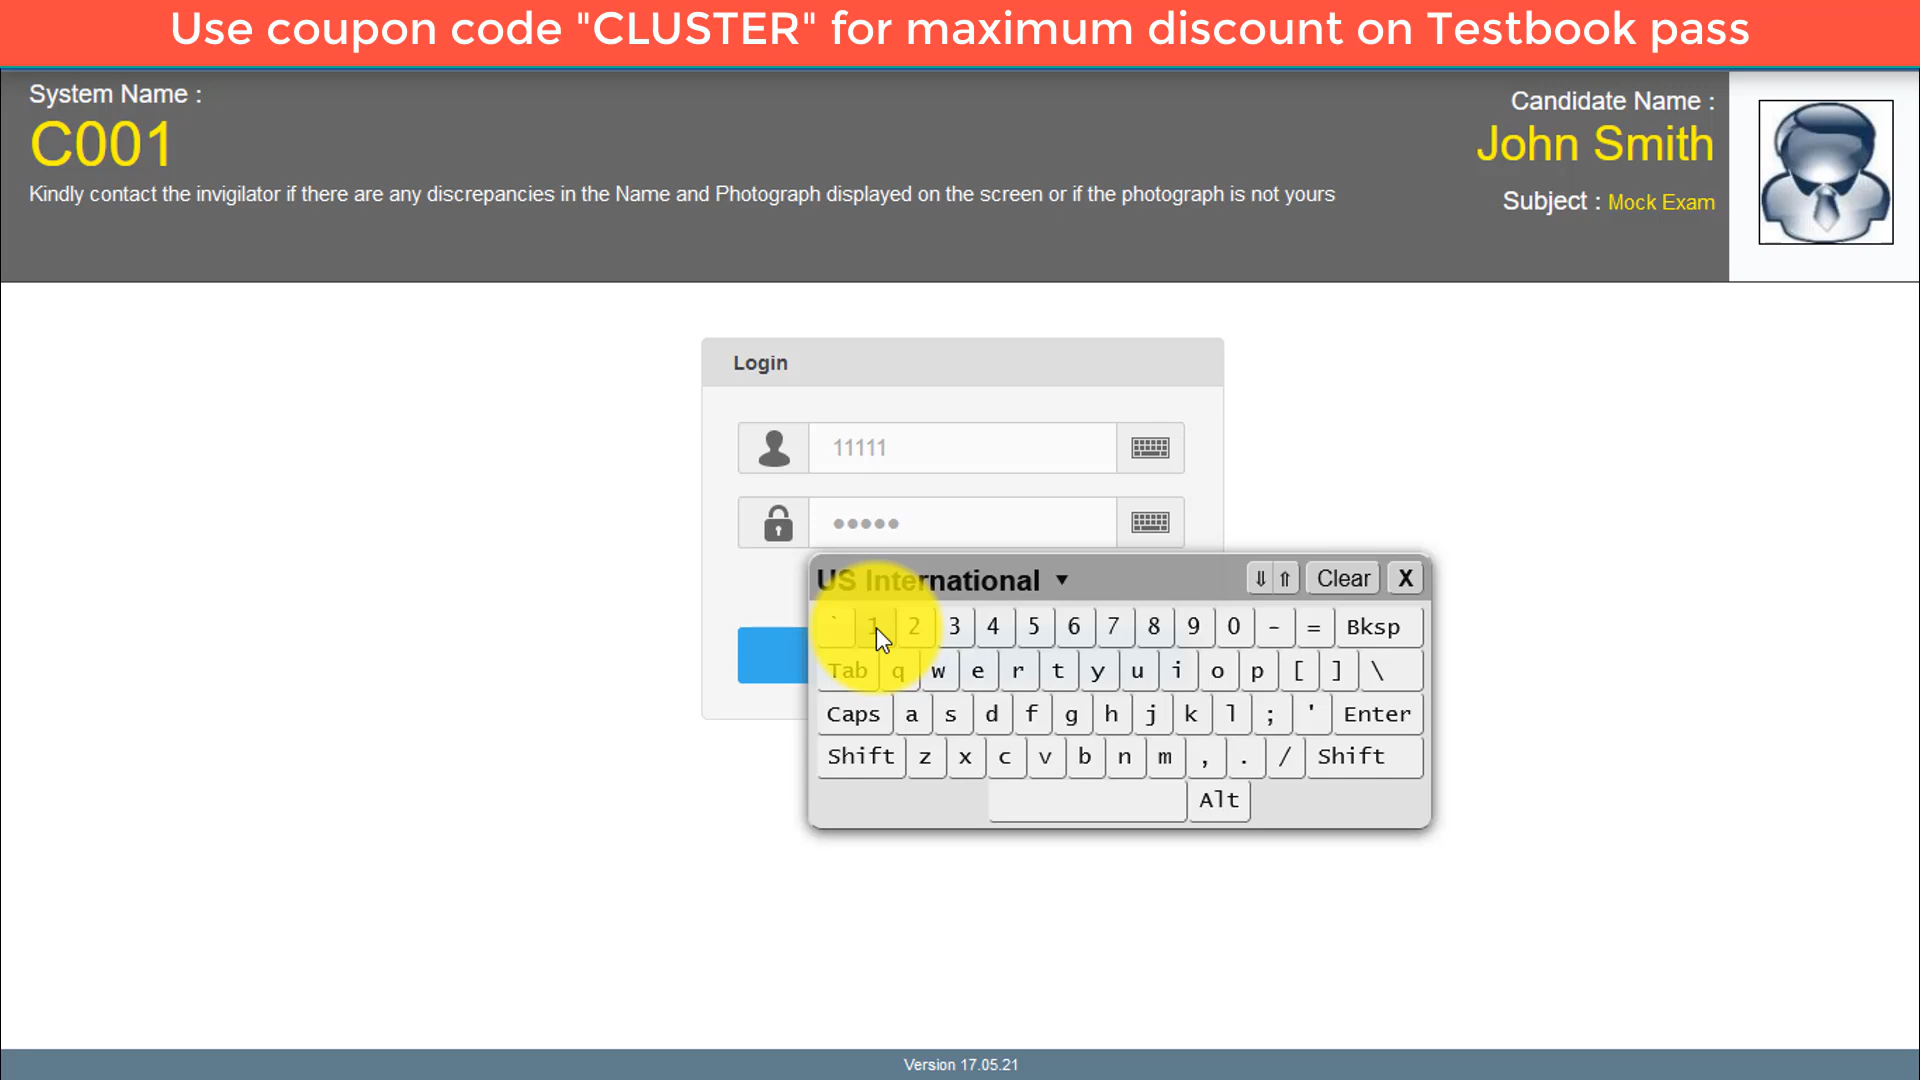 Use coupon code "CLUSTER" for maximum discount on Testbook pass
System Name :
C001
Kindly contact the invigilator if there are any discrepancies in the Name and Photograph displayed on the screen or if the photograph is not yours
Candidate Name :
John Smith
Subject : Mock Exam
Login
11111
•••••
US International ▼ ⇓ ⇑ Clear X
` 1 2 3 4 5 6 7 8 9 0 - = Bksp
Tab q w e r t y u i o p [ ] \
Caps a s d f g h j k l ; ' Enter
Shift z x c v b n m , . / Shift
Alt
Version 17.05.21